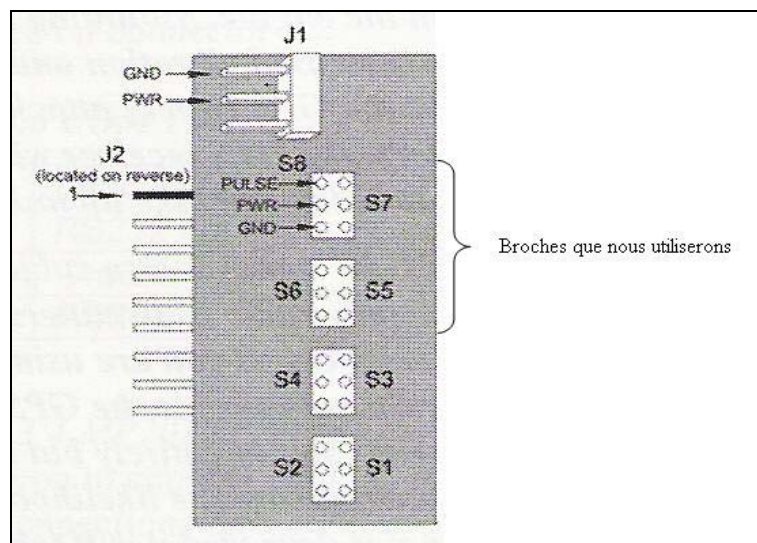 J1
GND
PWR
J2
(located on reverse)
1
S8
PULSE
PWR
S7
GND
Broches que nous utiliserons
S6
S5
S4
S3
S2
S1